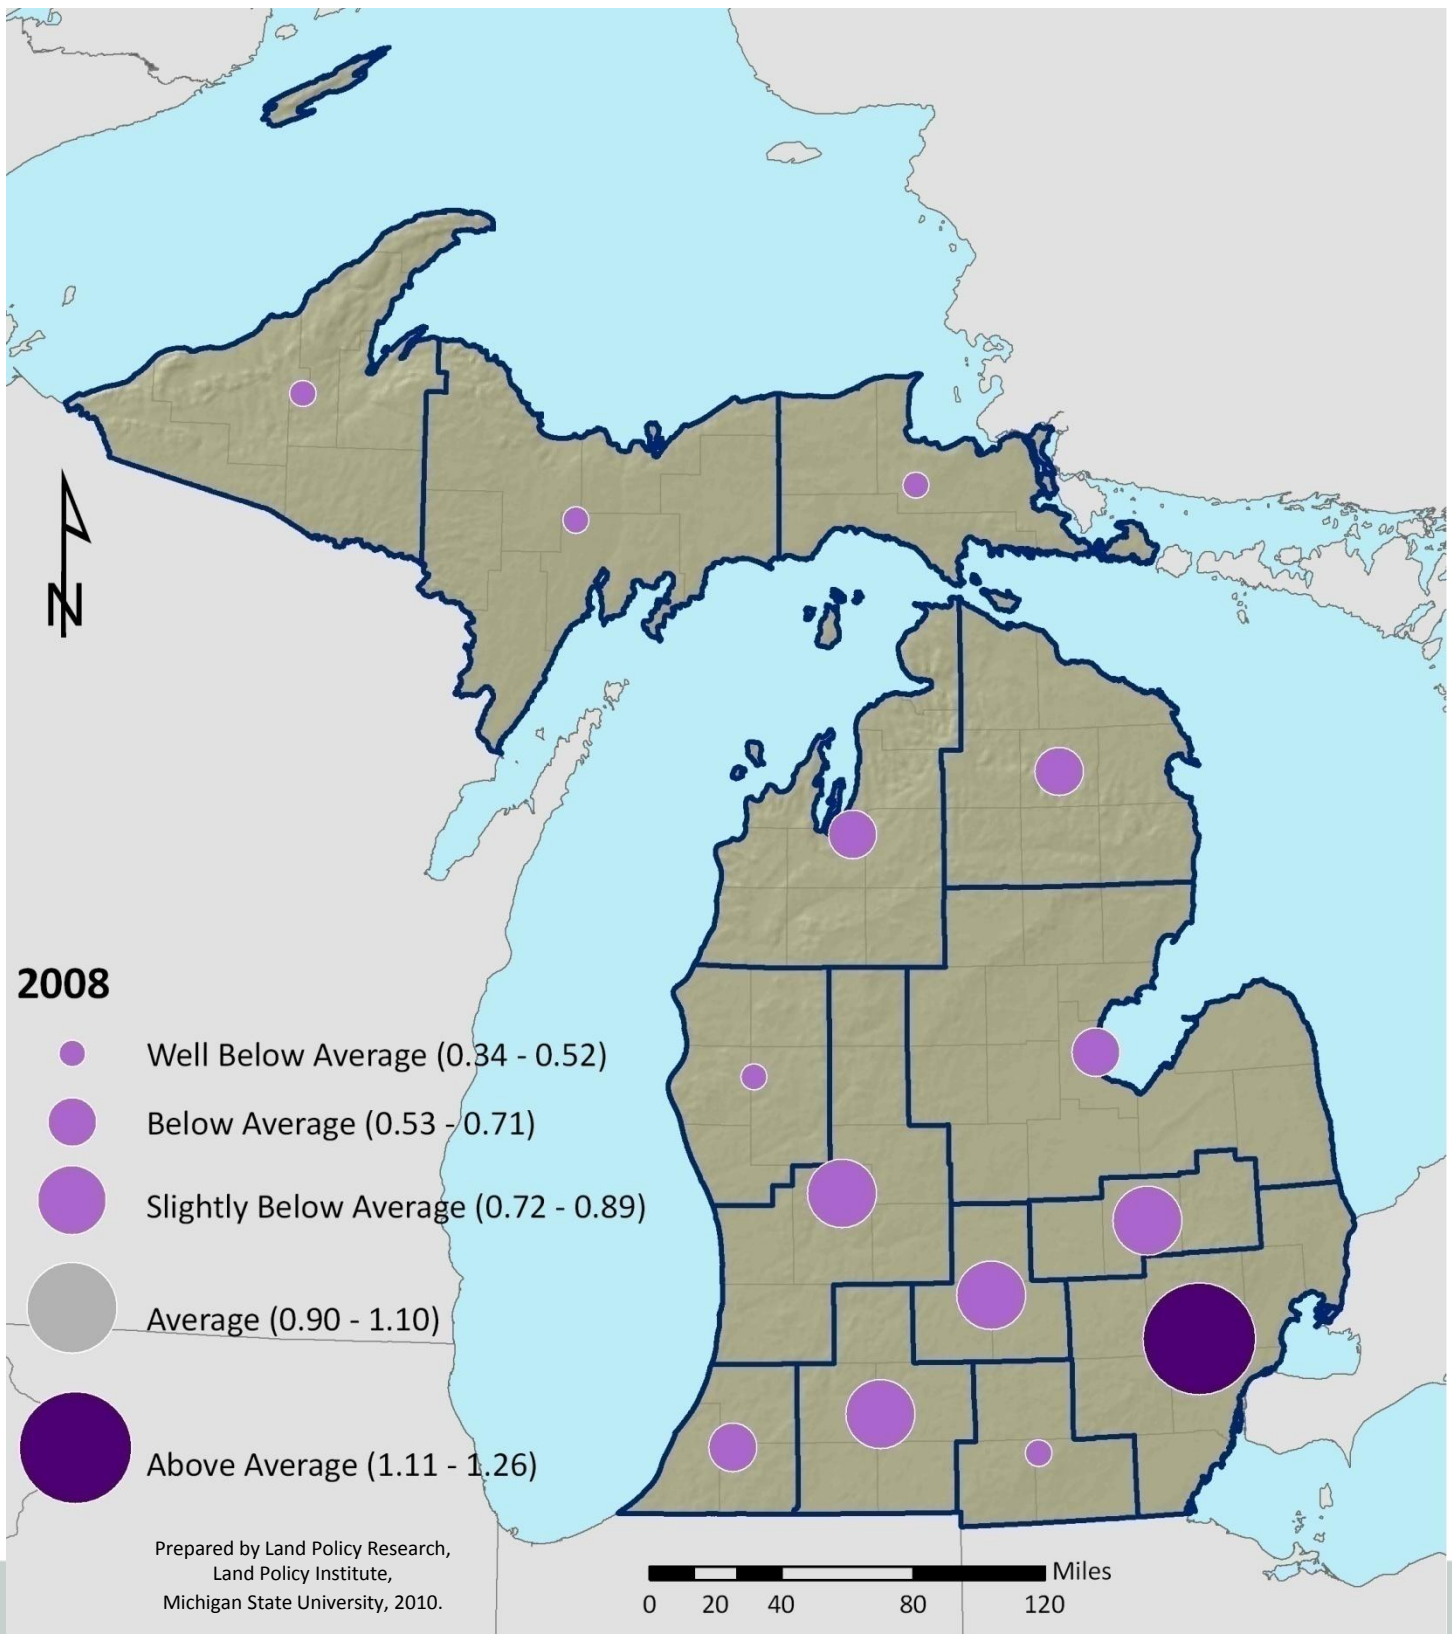 N
2008
Well Below Average (0.34 - 0.52)
Below Average (0.53 - 0.71)
Slightly Below Average (0.72 - 0.89)
Average (0.90 - 1.10)
Above Average (1.11 - 1.26)
Prepared by Land Policy Research,
Land Policy Institute,
Michigan State University, 2010.
Miles
0 20 40 80 120